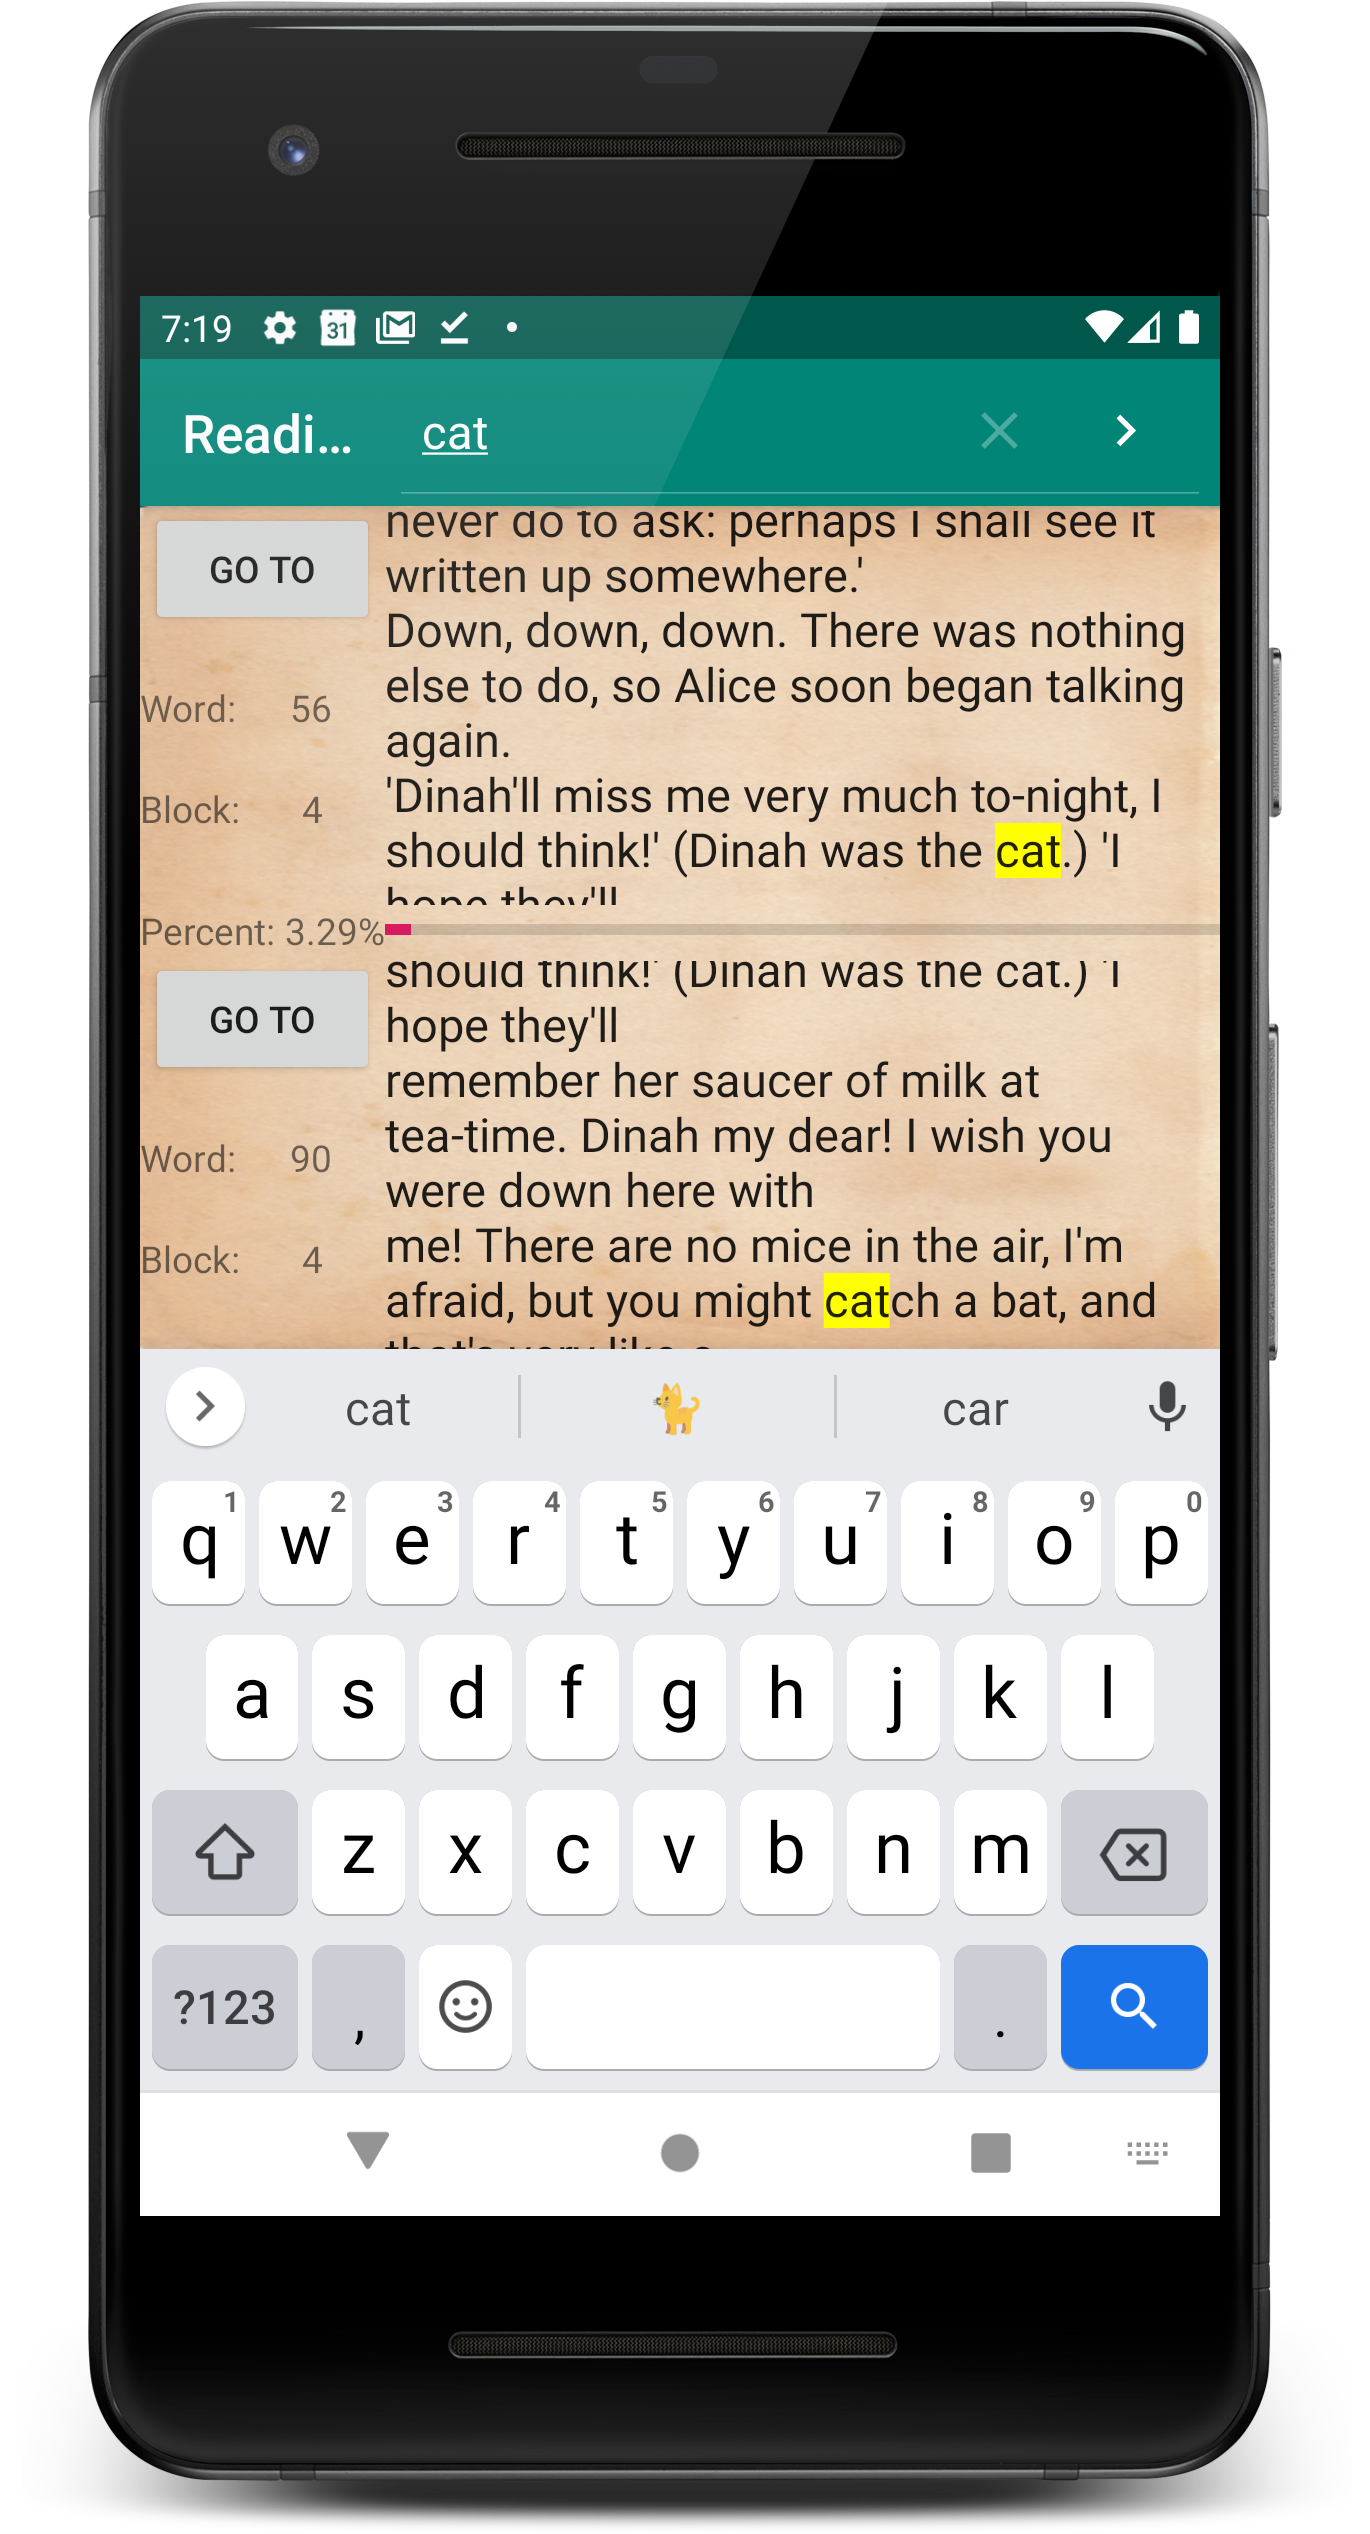 7:19 31
Readi... cat
GO TO
never do to ask: perhaps I shall see it
written up somewhere.'
Down, down, down. There was nothing
else to do, so Alice soon began talking
again.
'Dinah'll miss me very much to-night, I
should think!' (Dinah was the cat.) 'I
hope they'll
Word: 56
Block: 4
Percent: 3.29%
GO TO
should think!' (Dinah was the cat.) 'I
hope they'll
remember her saucer of milk at
tea-time. Dinah my dear! I wish you
were down here with
me! There are no mice in the air, I'm
afraid, but you might catch a bat, and
that's very like a
Word: 90
Block: 4
cat 🐈 car
q 1 w 2 e 3 r 4 t 5 y 6 u 7 i 8 o 9 p 0
a s d f g h j k l
z x c v b n m
?123 , .